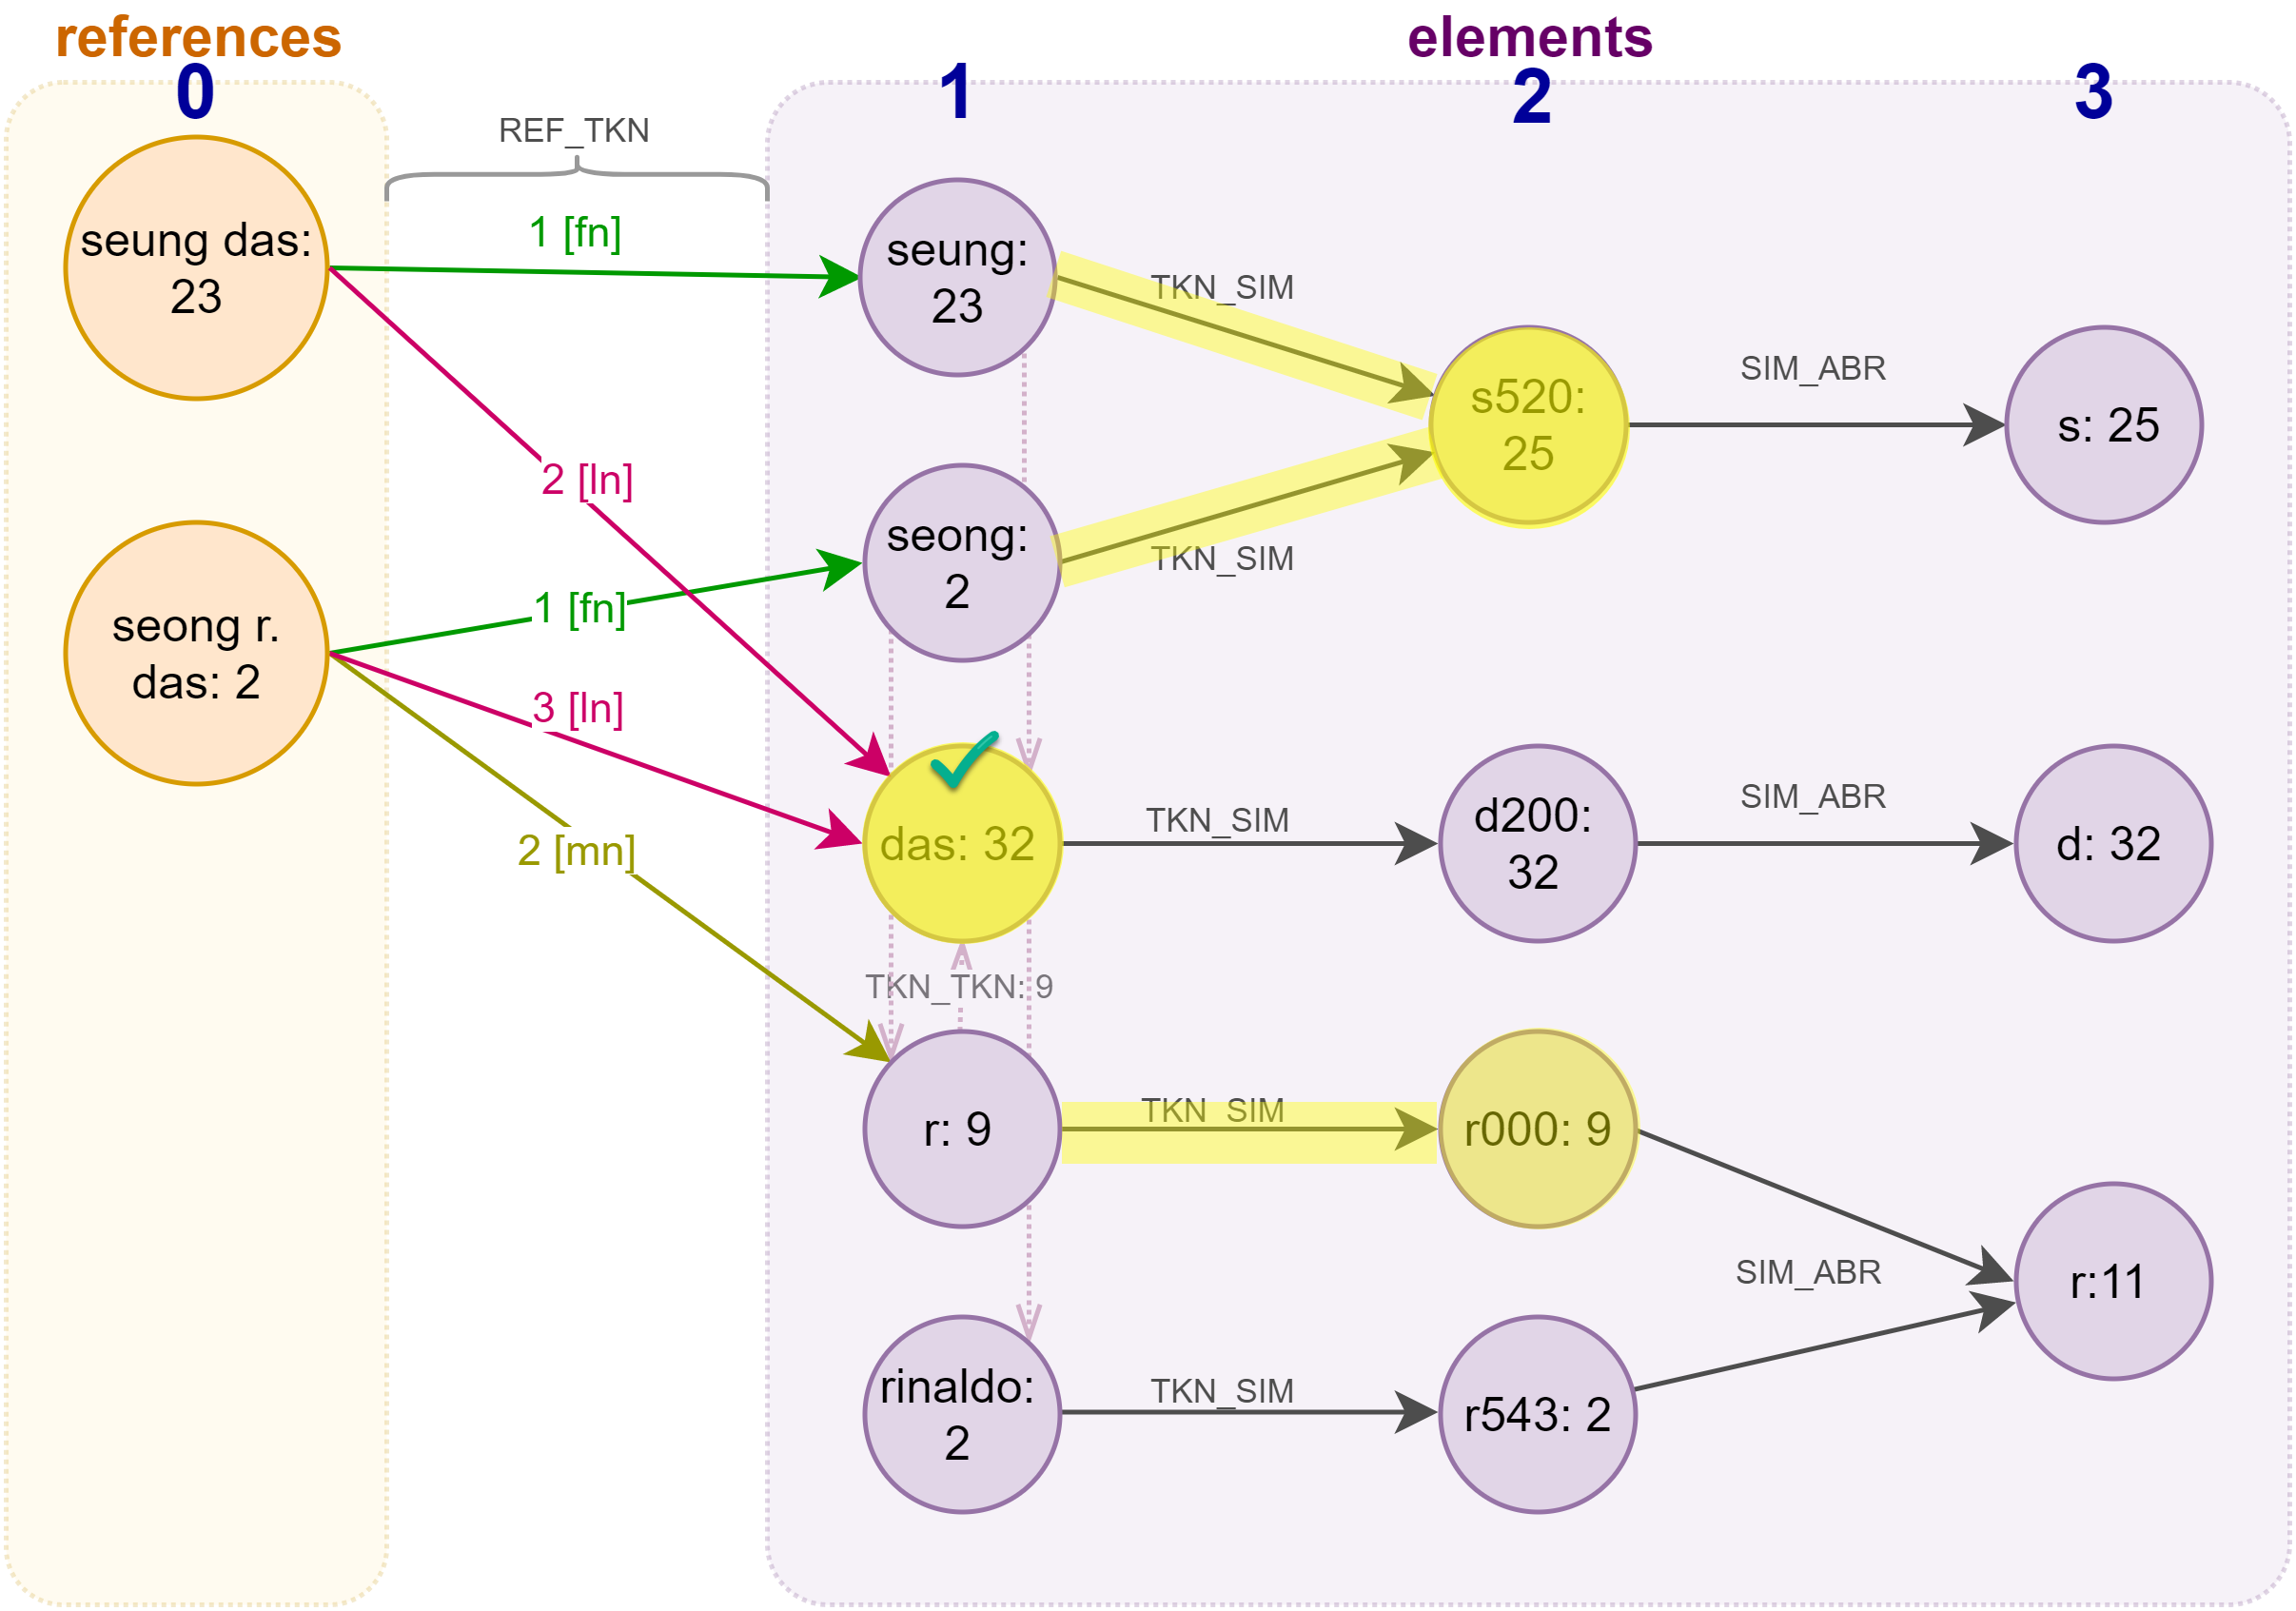 references
elements
0
1
2
3
REF_TKN
seung das:
23
1 [fn]
seung:
23
TKN_SIM
s520:
25
SIM_ABR
s: 25
2 [ln]
seong r.
das: 2
1 [fn]
seong:
2
TKN_SIM
3 [ln]
2 [mn]
das: 32
TKN_SIM
d200:
32
SIM_ABR
d: 32
TKN_TKN: 9
r: 9
TKN_SIM
r000: 9
SIM_ABR
r:11
rinaldo:
2
TKN_SIM
r543: 2